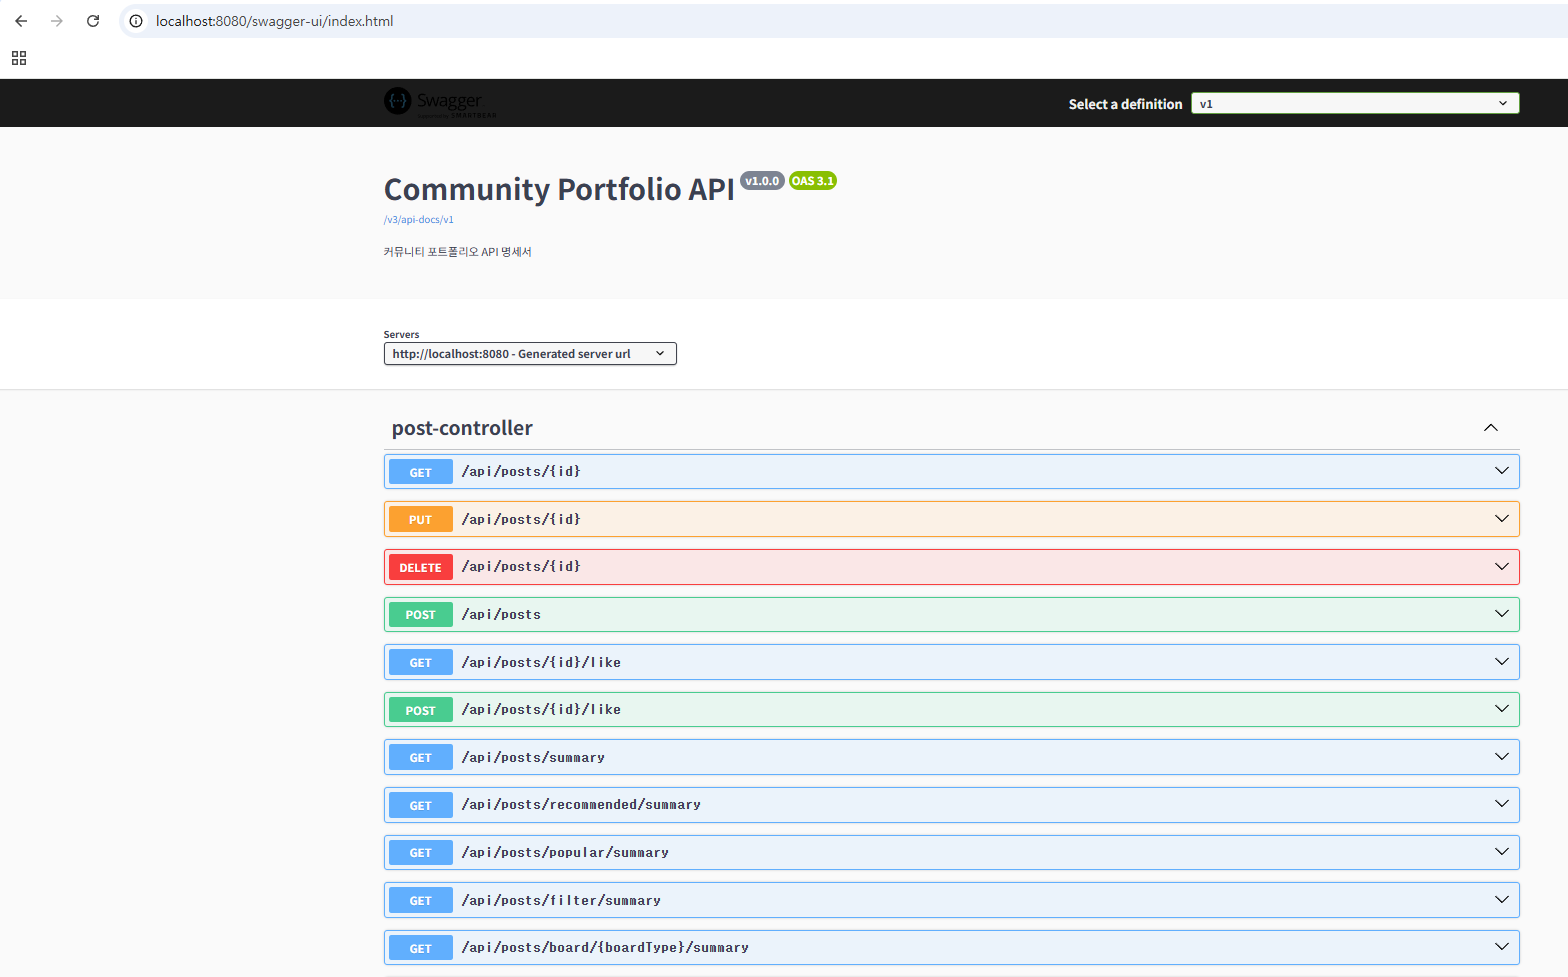 localhost:8080/swagger-ui/index.html
Swagger
SMARTBEAR
Select a definition
v1
Community Portfolio API v1.0.0 OAS 3.1
/v3/api-docs/v1
커뮤니티 포트폴리오 API 명세서
Servers
http://localhost:8080 - Generated server url
post-controller
GET /api/posts/{id}
PUT /api/posts/{id}
DELETE /api/posts/{id}
POST /api/posts
GET /api/posts/{id}/like
POST /api/posts/{id}/like
GET /api/posts/summary
GET /api/posts/recommended/summary
GET /api/posts/popular/summary
GET /api/posts/filter/summary
GET /api/posts/board/{boardType}/summary